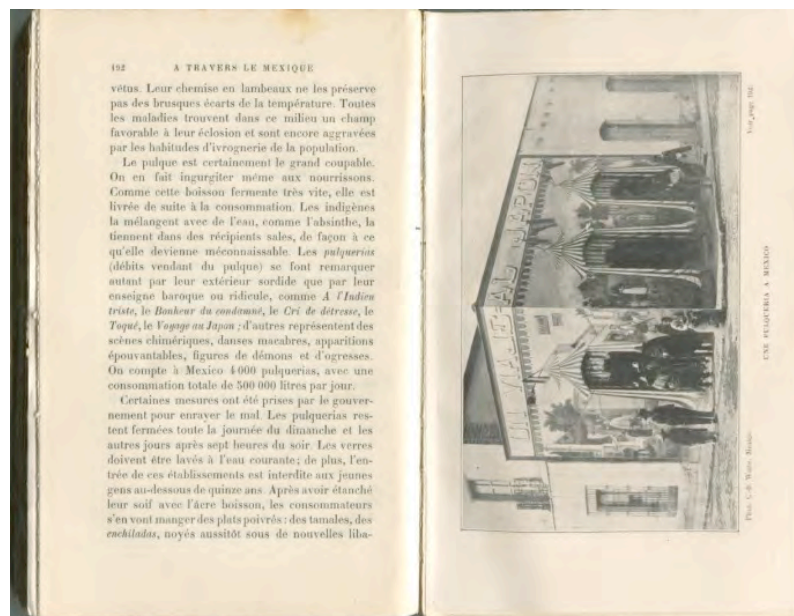 192 A TRAVERS LE MEXIQUE
vêtus. Leur chemise en lambeaux ne les préserve
pas des brusques écarts de la température. Toutes
les maladies trouvent dans ce milieu un champ
favorable à leur éclosion et sont encore aggravées
par les habitudes d'ivrognerie de la population.
Le pulque est certainement le grand coupable.
On en fait ingurgiter même aux nourrissons.
Comme cette boisson fermente très vite, elle est
livrée de suite à la consommation. Les indigènes
la mélangent avec de l'eau, comme l'absinthe, la
tiennent dans des récipients sales, de façon à ce
qu'elle devienne méconnaissable. Les pulquerias
(débits vendant du pulque) se font remarquer
autant par leur extérieur sordide que par leur
enseigne baroque ou ridicule, comme A l'Indien
triste, le Bonheur du condamné, le Cri de détresse, le
Toqué, le Voyage au Japon ; d'autres représentent des
scènes chimériques, danses macabres, apparitions
épouvantables, figures de démons et d'ogresses.
On compte à Mexico 4 000 pulquerias, avec une
consommation totale de 500 000 litres par jour.
Certaines mesures ont été prises par le gouver-
nement pour enrayer le mal. Les pulquerias res-
tent fermées toute la journée du dimanche et les
autres jours après sept heures du soir. Les verres
doivent être lavés à l'eau courante; de plus, l'en-
trée de ces établissements est interdite aux jeunes
gens au-dessous de quinze ans. Après avoir étanché
leur soif avec l'âcre boisson, les consommateurs
s'en vont manger des plats poivrés : des tamales, des
enchiladas, noyés aussitôt sous de nouvelles liba-
UN VIAJE AL JAPON
Phot. C. B. Waite, Mexico.
Voir page 192.
UNE PULQUERIA A MEXICO